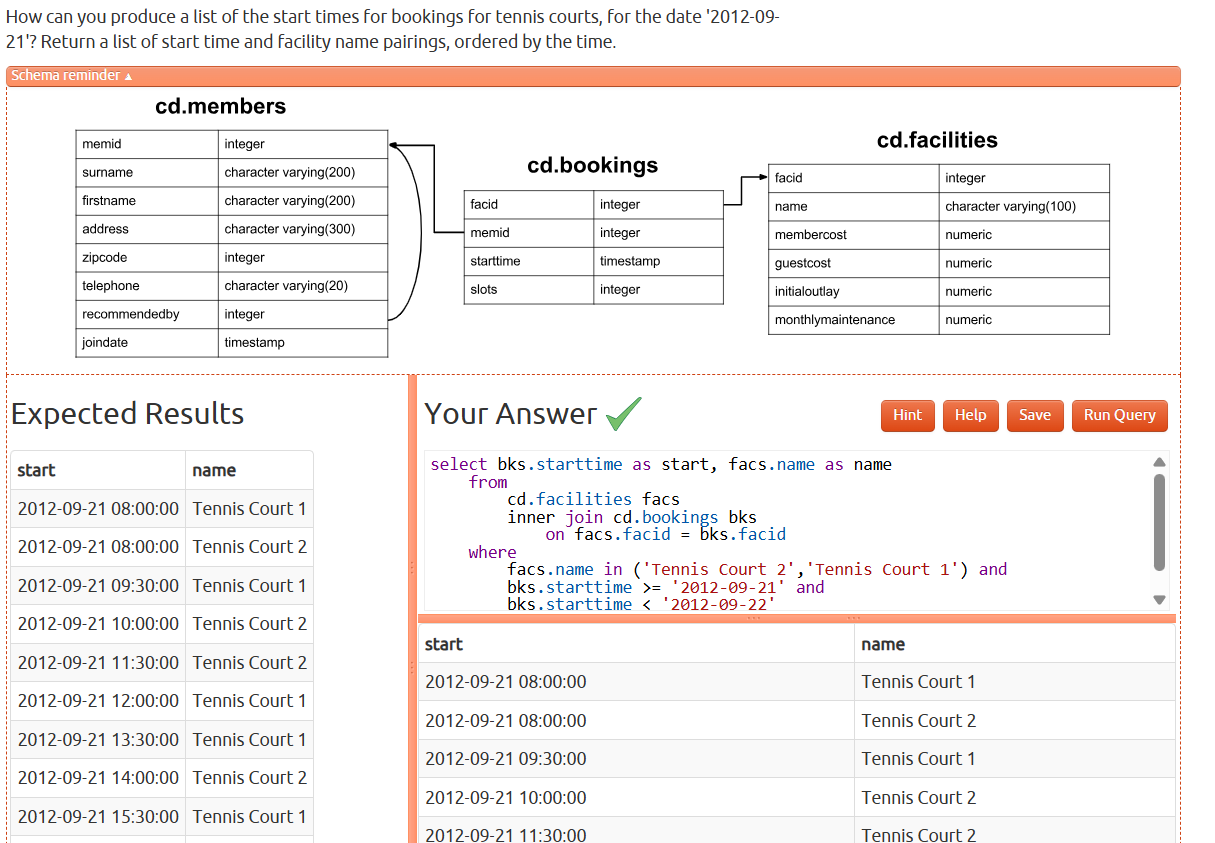 How can you produce a list of the start times for bookings for tennis courts, for the date '2012-09-
21'? Return a list of start time and facility name pairings, ordered by the time.
Schema reminder ▲
cd.members
memid integer
surname character varying(200)
firstname character varying(200)
address character varying(300)
zipcode integer
telephone character varying(20)
recommendedby integer
joindate timestamp
cd.bookings
facid integer
memid integer
starttime timestamp
slots integer
cd.facilities
facid integer
name character varying(100)
membercost numeric
guestcost numeric
initialoutlay numeric
monthlymaintenance numeric
Expected Results
start name
2012-09-21 08:00:00 Tennis Court 1
2012-09-21 08:00:00 Tennis Court 2
2012-09-21 09:30:00 Tennis Court 1
2012-09-21 10:00:00 Tennis Court 2
2012-09-21 11:30:00 Tennis Court 2
2012-09-21 12:00:00 Tennis Court 1
2012-09-21 13:30:00 Tennis Court 1
2012-09-21 14:00:00 Tennis Court 2
2012-09-21 15:30:00 Tennis Court 1
Your Answer
Hint Help Save Run Query
select bks.starttime as start, facs.name as name
from
cd.facilities facs
inner join cd.bookings bks
on facs.facid = bks.facid
where
facs.name in ('Tennis Court 2','Tennis Court 1') and
bks.starttime >= '2012-09-21' and
bks.starttime < '2012-09-22'
start name
2012-09-21 08:00:00 Tennis Court 1
2012-09-21 08:00:00 Tennis Court 2
2012-09-21 09:30:00 Tennis Court 1
2012-09-21 10:00:00 Tennis Court 2
2012-09-21 11:30:00 Tennis Court 2